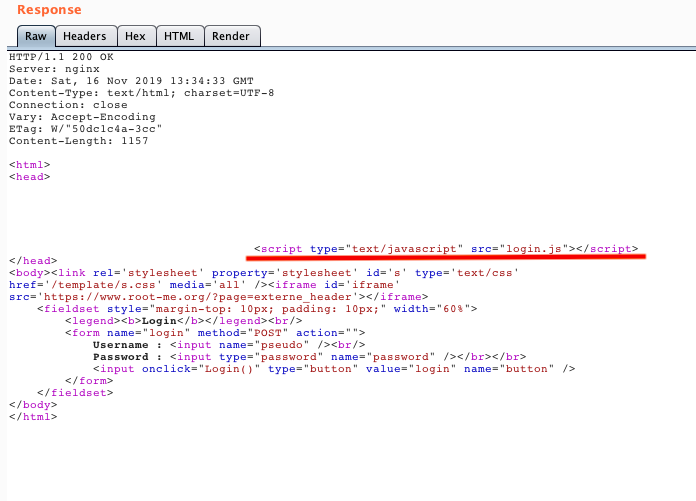 Response
Raw Headers Hex HTML Render
HTTP/1.1 200 OK
Server: nginx
Date: Sat, 16 Nov 2019 13:34:33 GMT
Content-Type: text/html; charset=UTF-8
Connection: close
Vary: Accept-Encoding
ETag: W/"50dc1c4a-3cc"
Content-Length: 1157
<html>
<head>
<script type="text/javascript" src="login.js"></script>
</head>
<body><link rel='stylesheet' property='stylesheet' id='s' type='text/css'
href='/template/s.css' media='all' /><iframe id='iframe'
src='https://www.root-me.org/?page=externe_header'></iframe>
<fieldset style="margin-top: 10px; padding: 10px;" width="60%">
<legend><b>Login</b></legend><br/>
<form name="login" method="POST" action="">
Username : <input name="pseudo" /><br/>
Password : <input type="password" name="password" /></br></br>
<input onclick="Login()" type="button" value="login" name="button" />
</form>
</fieldset>
</body>
</html>